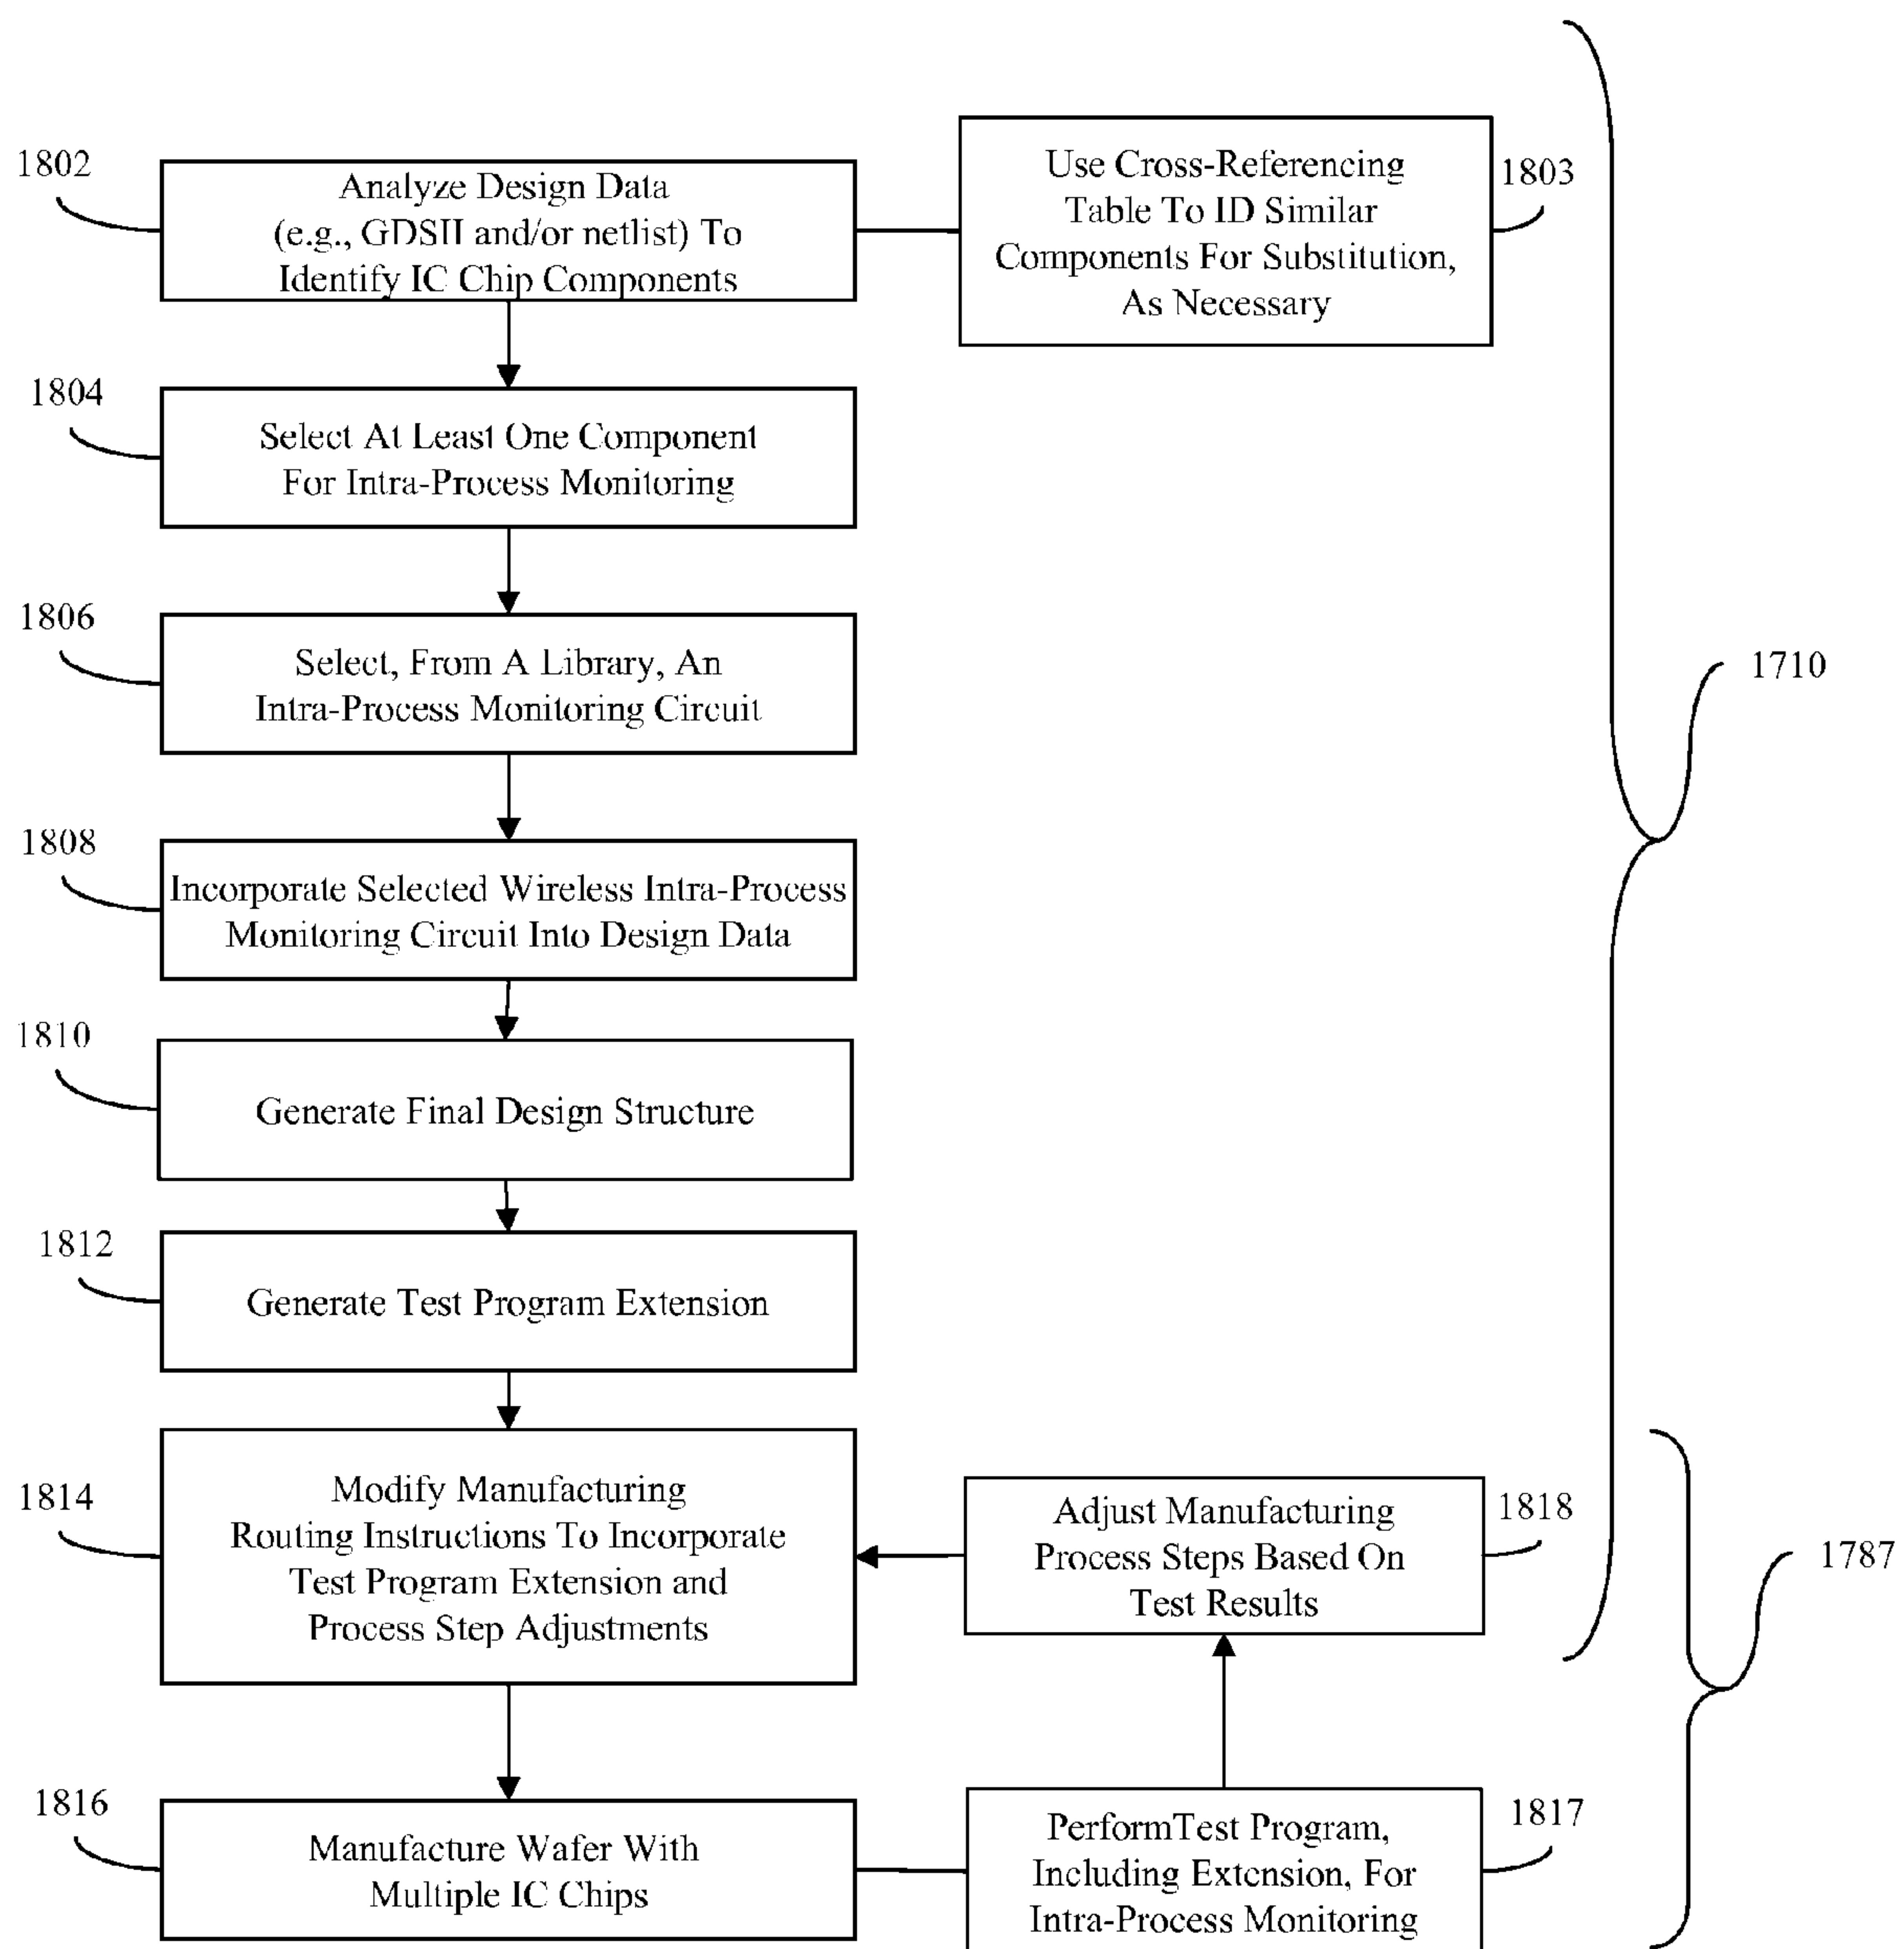 1802
Analyze Design Data
(e.g., GDSII and/or netlist) To
Identify IC Chip Components
Use Cross-Referencing
Table To ID Similar
Components For Substitution,
As Necessary
1803
1804
Select At Least One Component
For Intra-Process Monitoring
1806
Select, From A Library, An
Intra-Process Monitoring Circuit
1710
1808
Incorporate Selected Wireless Intra-Process
Monitoring Circuit Into Design Data
1810
Generate Final Design Structure
1812
Generate Test Program Extension
1814
Modify Manufacturing
Routing Instructions To Incorporate
Test Program Extension and
Process Step Adjustments
Adjust Manufacturing
Process Steps Based On
Test Results
1818
1787
1816
Manufacture Wafer With
Multiple IC Chips
PerformTest Program,
Including Extension, For
Intra-Process Monitoring
1817